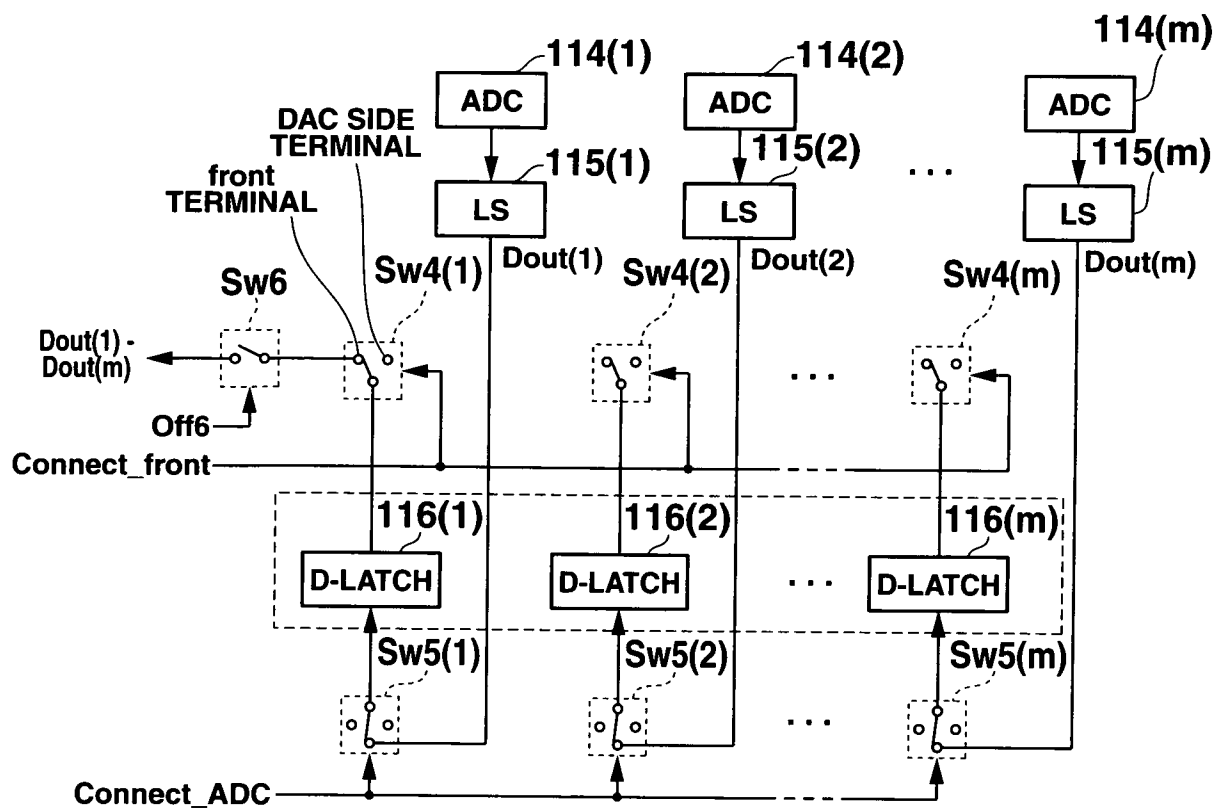 114(1)
114(2)
114(m)
ADC
ADC
ADC
DAC SIDE
TERMINAL
front
TERMINAL
115(1)
115(2)
115(m)
LS
LS
LS
. . .
Dout(1)
Dout(2)
Dout(m)
Sw6
Sw4(1)
Sw4(2)
Sw4(m)
Dout(1) -
Dout(m)
. . .
Off6
Connect_front
116(1)
116(2)
116(m)
D-LATCH
D-LATCH
. . .
D-LATCH
Sw5(1)
Sw5(2)
Sw5(m)
. . .
Connect_ADC